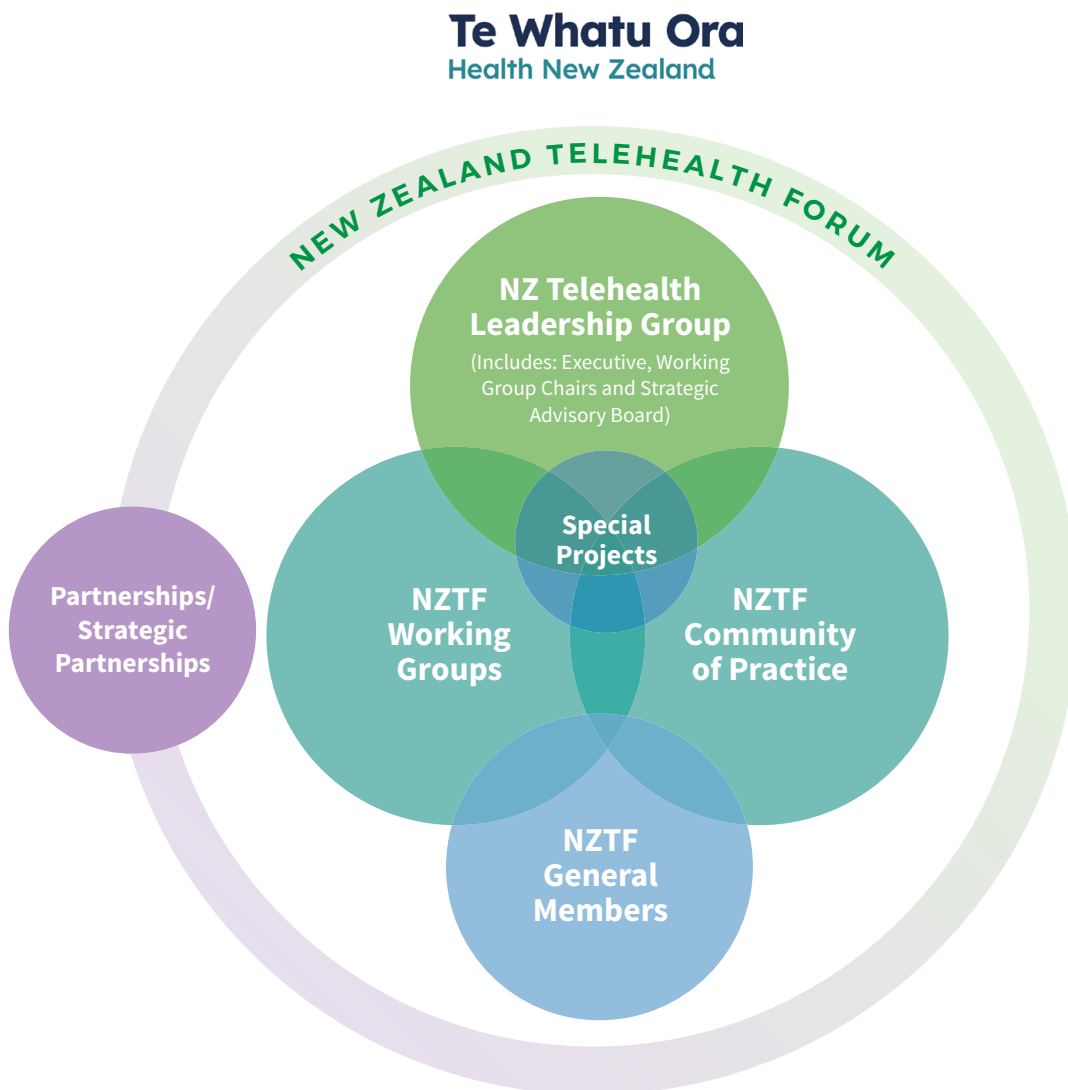 Te Whatu Ora
Health New Zealand
NEW ZEALAND TELEHEALTH FORUM
NZ Telehealth
Leadership Group
(Includes: Executive, Working
Group Chairs and Strategic
Advisory Board)
Special
Projects
Partnerships/
Strategic
Partnerships
NZTF
Working
Groups
NZTF
Community
of Practice
NZTF
General
Members